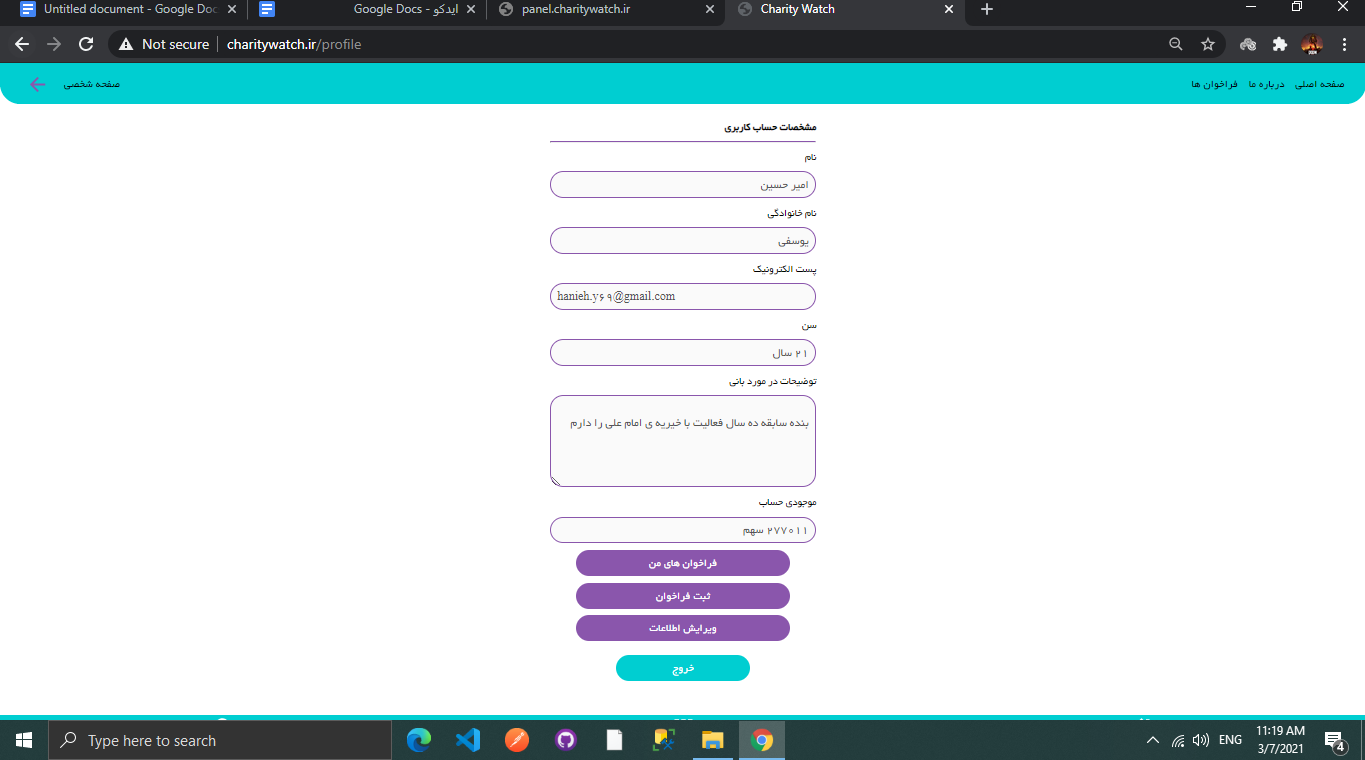 Untitled document - Google Doc
ایدکو - Google Docs
panel.charitywatch.ir
Charity Watch
Not secure
charitywatch.ir/profile
صفحه اصلی درباره ما فراخوان ها
صفحه شخصی
مشخصات حساب کاربری
نام
امیر حسین
نام خانوادگی
یوسفی
پست الکترونیک
hanieh.y۶۹@gmail.com
سن
۲۱ سال
توضیحات در مورد بانی
بنده سابقه ده سال فعالیت با خیریه ی امام علی را دارم
موجودی حساب
۲۷۷۰۱۱ سهم
فراخوان های من
ثبت فراخوان
ویرایش اطلاعات
خروج
Type here to search
ENG
11:19 AM
3/7/2021
4